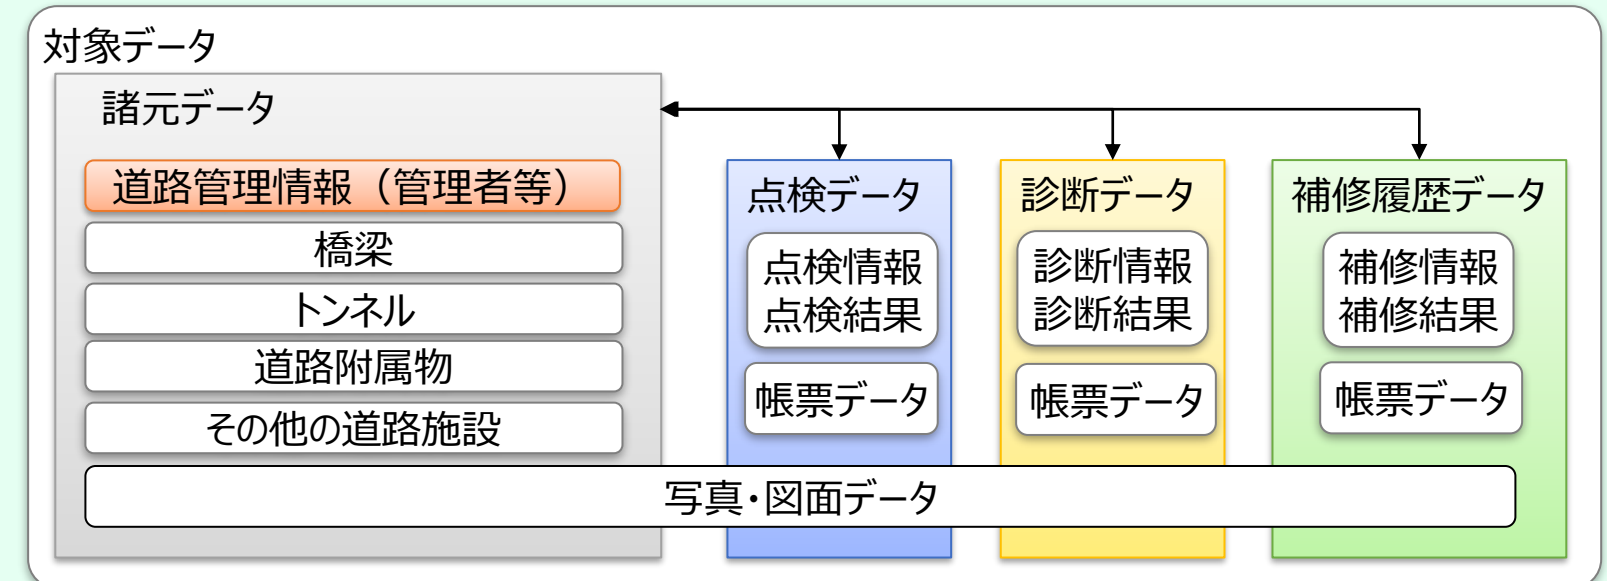 対象データ
諸元データ
道路管理情報（管理者等）
橋梁
トンネル
道路附属物
その他の道路施設
点検データ
点検情報
点検結果
帳票データ
診断データ
診断情報
診断結果
帳票データ
補修履歴データ
補修情報
補修結果
帳票データ
写真・図面データ